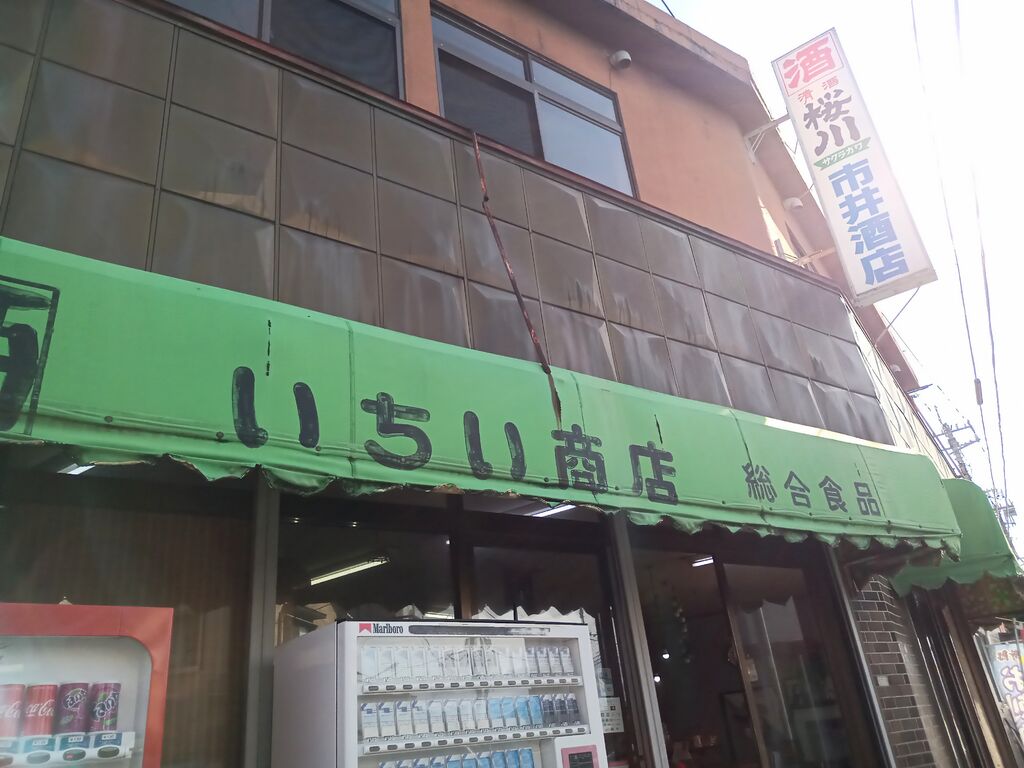 酒
清酒
桜川
サクラカワ
市井酒店
いちい商店 総合食品
Marlboro